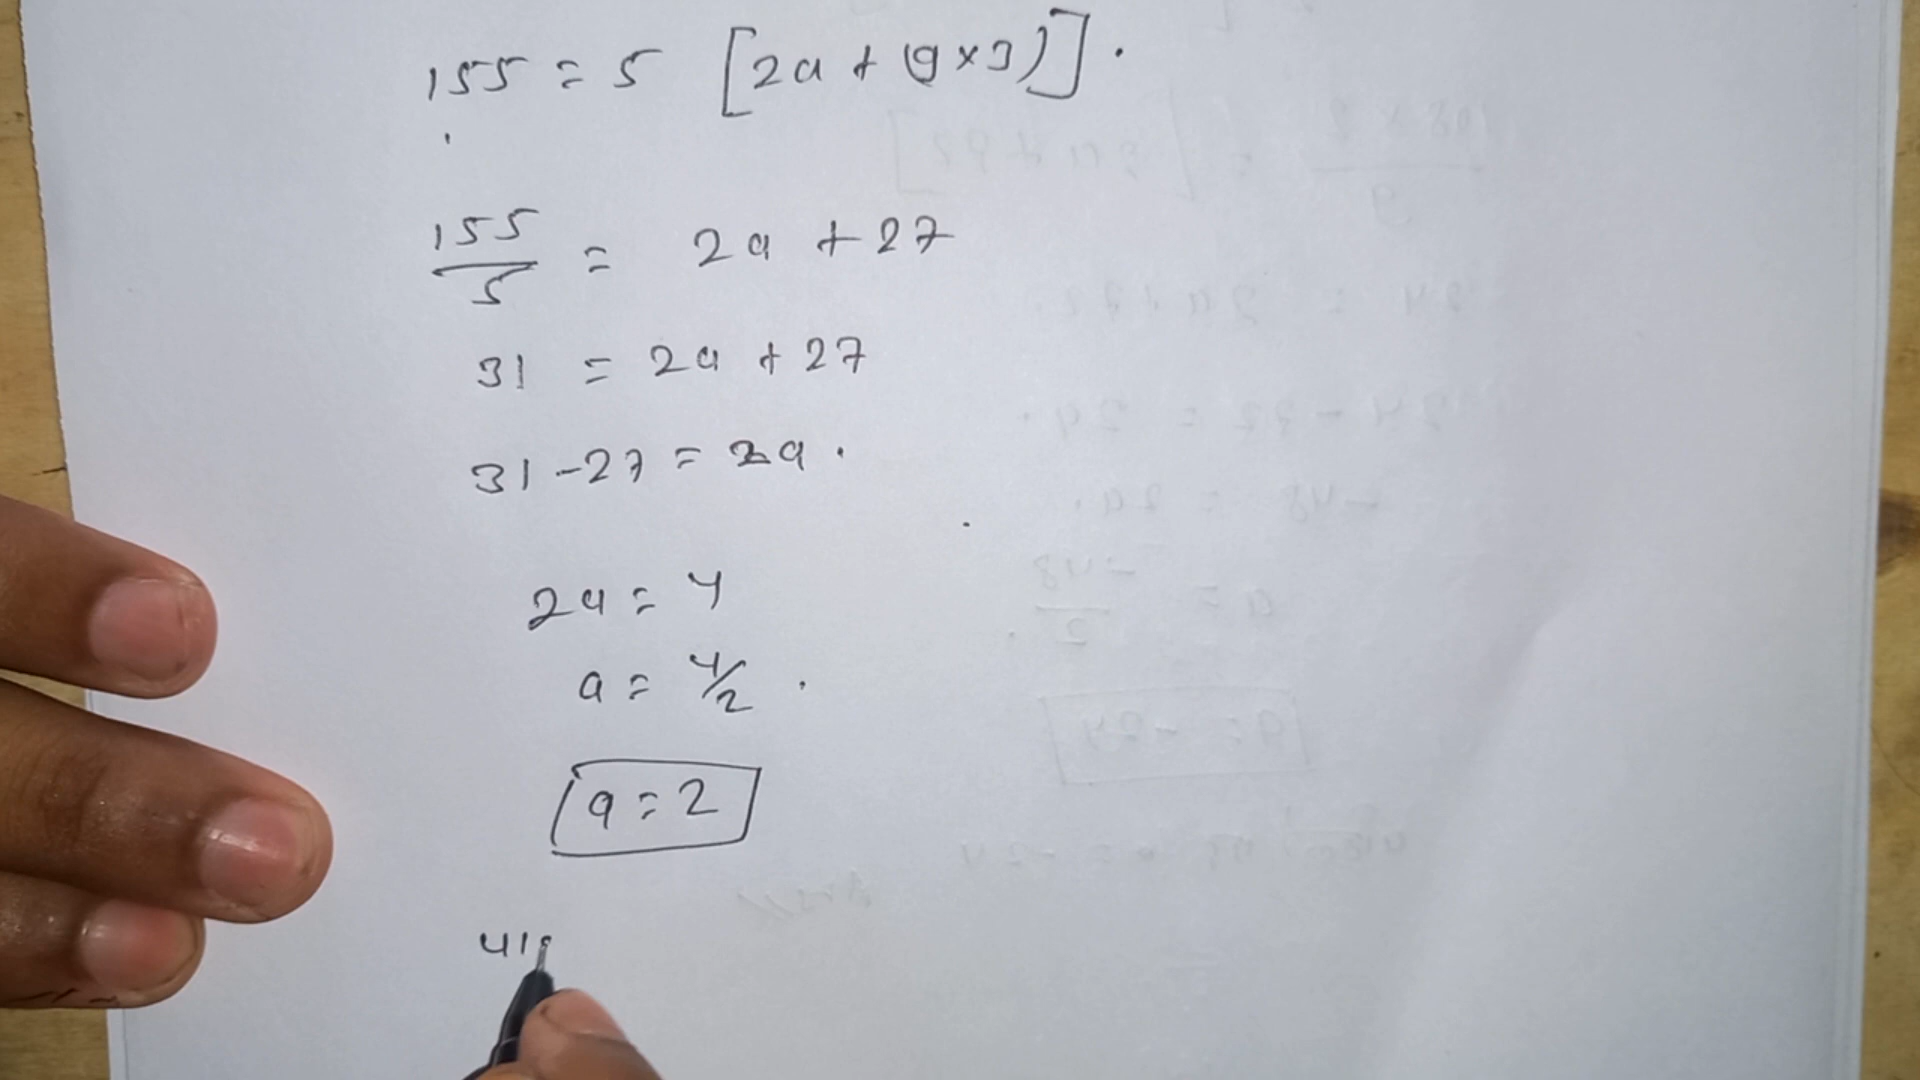 155 = 5 [2a + (9×3)].
155/5 = 2a + 27
31 = 2a + 27
31 - 27 = 2a.
2a = 4
a = 4/2.
a = 2